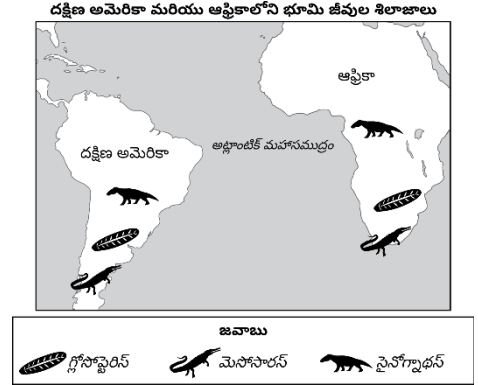 దక్షిణ అమెరికా మరియు ఆఫ్రికాలోని భూమి జీవుల శిలాజాలు
ఆఫ్రికా
దక్షిణ అమెరికా
అట్లాంటిక్ మహాసముద్రం
జవాబు
గ్లోసోప్టెరిస్
మెసోసారస్
సైనోగ్నాథస్